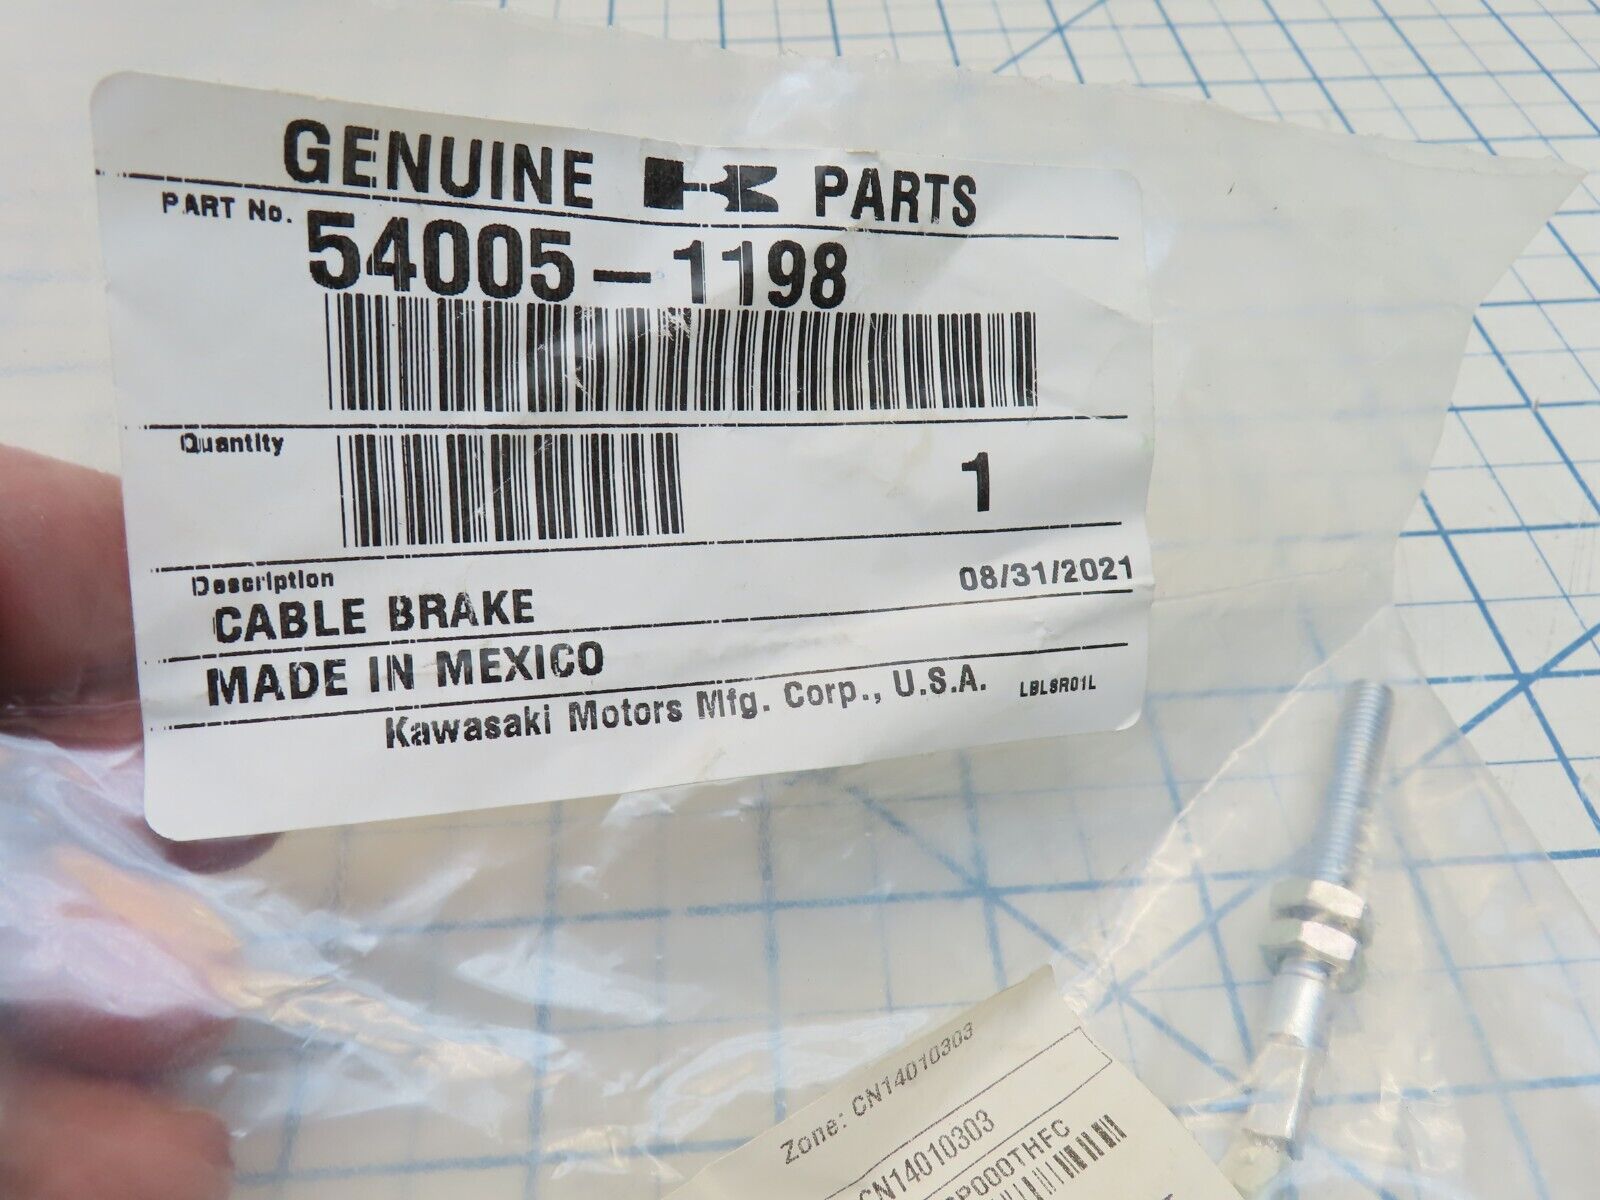 GENUINE PARTS
PART No. 54005-1198
Quantity 1
Description 08/31/2021
CABLE BRAKE
MADE IN MEXICO
Kawasaki Motors Mfg. Corp., U.S.A. LBLSR01L
Zone: CN14010303
CN14010303